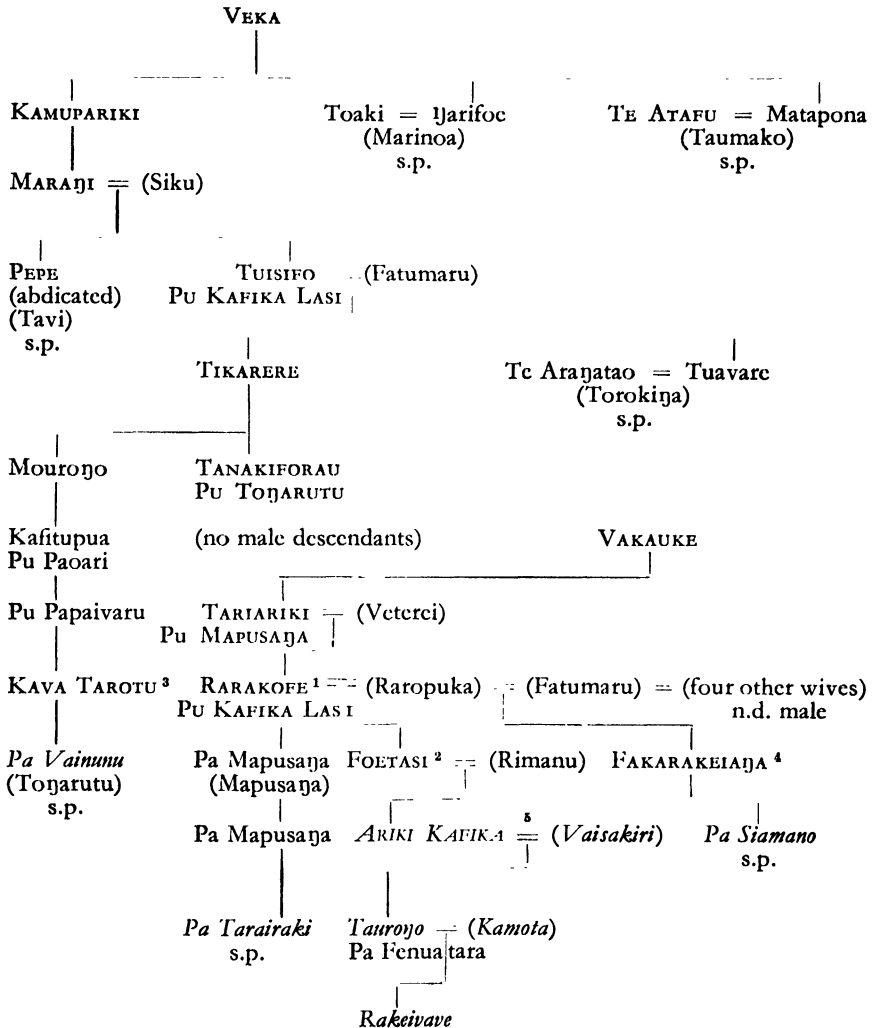 VEKA
KAMUPARIKI Toaki = Ŋarifoe TE ATAFU = Matapona
(Marinoa) (Taumako)
s.p. s.p.
MARAŊI = (Siku)
PEPE TUISIFO = (Fatumaru)
(abdicated) PU KAFIKA LASI
(Tavi)
s.p.
TIKARERE Te Araŋatao = Tuavare
(Torokiŋa)
s.p.
Mouroŋo TANAKIFORAU
PU TOŊARUTU
Kafitupua (no male descendants) VAKAUKE
Pu Paoari
Pu Papaivaru TARIARIKI = (Veterei)
PU MAPUSAŊA
KAVA TAROTU ³ RARAKOFE ¹ = (Raropuka) = (Fatumaru) = (four other wives)
PU KAFIKA LASI n.d. male
Pa Vainunu Pa Mapusaŋa FOETASI ² = (Rimanu) FAKARAKEIAŊA ⁴
(Toŋarutu) (Mapusaŋa)
s.p.
Pa Mapusaŋa ARIKI KAFIKA ⁵ = (Vaisakiri) Pa Siamano
s.p.
Pa Tarairaki Tauroŋo = (Kamota)
s.p. Pa Fenuatara
Rakeivave